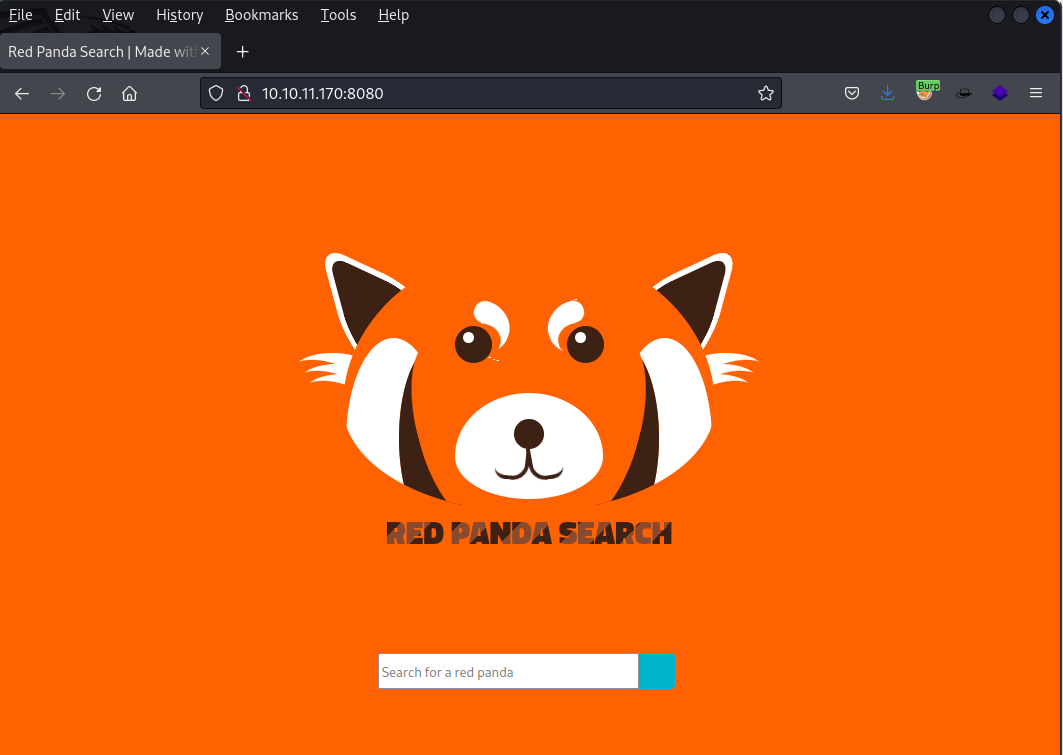 File Edit View History Bookmarks Tools Help
Red Panda Search | Made with
10.10.11.170:8080
Burp
RED PANDA SEARCH
Search for a red panda